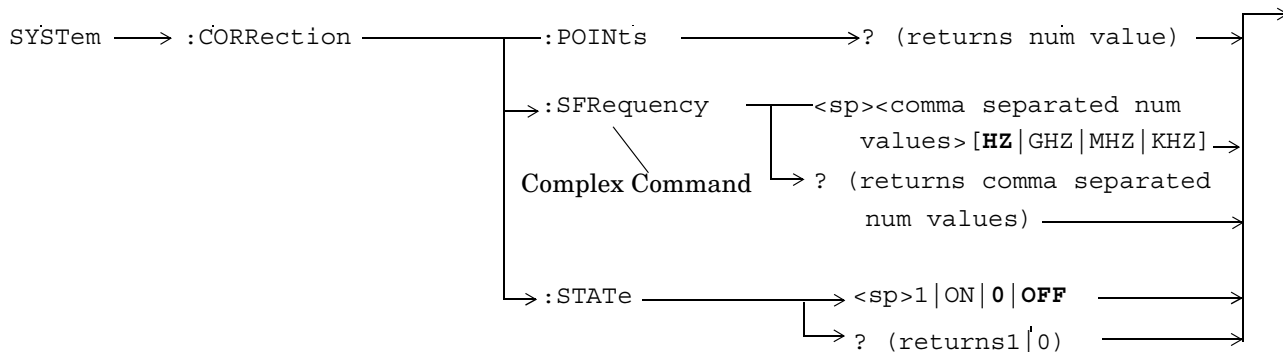 SYSTem :CORRection :POINts ? (returns num value)
:SFRequency <sp><comma separated num
values>[HZ|GHZ|MHZ|KHZ]
Complex Command ? (returns comma separated
num values)
:STATe <sp>1|ON|0|OFF
? (returns1|0)